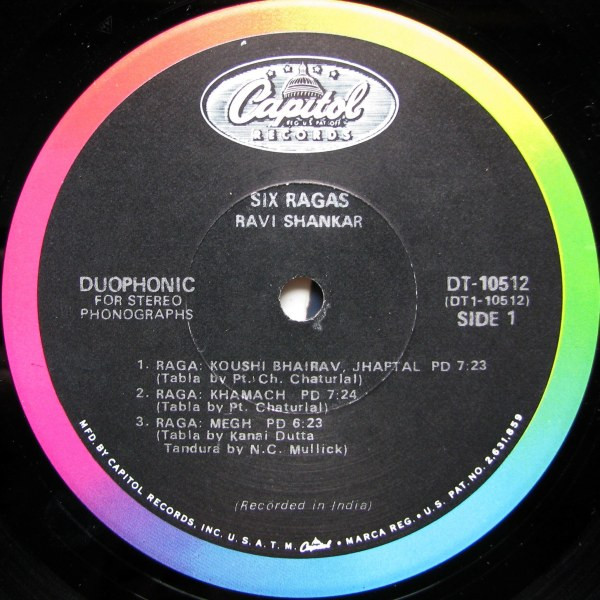 Capitol
REG. U.S. PAT. OFF.
RECORDS
SIX RAGAS
RAVI SHANKAR
DUOPHONIC
FOR STEREO
PHONOGRAPHS
DT-10512
(DT1-10512)
SIDE 1
1. RAGA: KOUSHI BHAIRAV, JHAPTAL PD 7:23
(Tabla by Pt. Ch. Chaturlal)
2. RAGA: KHAMACH PD 7:24
(Tabla by Pt. Chaturlal)
3. RAGA: MEGH PD 6:23
(Tabla by Kanai Dutta
Tandura by N.C. Mullick)
(Recorded in India)
MFD. BY CAPITOL RECORDS, INC. U.S.A. T.M. Capitol • MARCA REG. • U.S. PAT. NO. 2,631,859